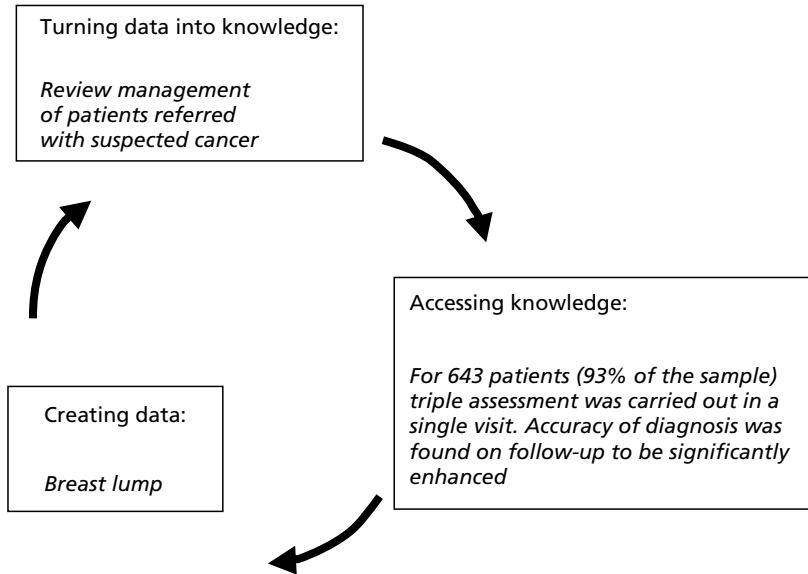 Turning data into knowledge:
Review management
of patients referred
with suspected cancer
Accessing knowledge:
For 643 patients (93% of the sample)
triple assessment was carried out in a
single visit. Accuracy of diagnosis was
found on follow-up to be significantly
enhanced
Creating data:
Breast lump